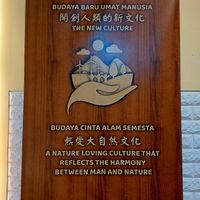 BUDAYA BARU UMAT MANUSIA
開創人類的新文化
THE NEW CULTURE
BUDAYA CINTA ALAM SEMESTA
熱愛大自然文化
A NATURE LOVING CULTURE THAT
REFLECTS THE HARMONY
BETWEEN MAN AND NATURE